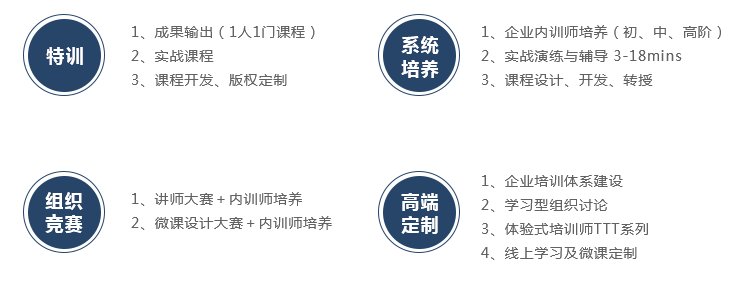 特训
1、成果输出（1人1门课程）
2、实战课程
3、课程开发、版权定制
系统
培养
1、企业内训师培养（初、中、高阶）
2、实战演练与辅导 3-18mins
3、课程设计、开发、转授
组织
竞赛
1、讲师大赛＋内训师培养
2、微课设计大赛＋内训师培养
高端
定制
1、企业培训体系建设
2、学习型组织讨论
3、体验式培训师TTT系列
4、线上学习及微课定制